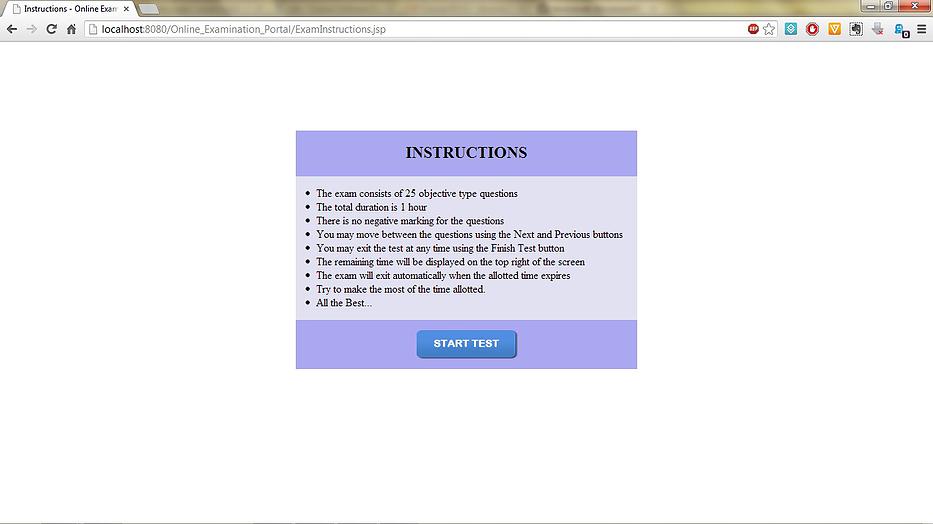 Instructions - Online Exam
localhost:8080/Online_Examination_Portal/ExamInstructions.jsp
ABP
0
INSTRUCTIONS
The exam consists of 25 objective type questions
The total duration is 1 hour
There is no negative marking for the questions
You may move between the questions using the Next and Previous buttons
You may exit the test at any time using the Finish Test button
The remaining time will be displayed on the top right of the screen
The exam will exit automatically when the allotted time expires
Try to make the most of the time allotted.
All the Best...
START TEST